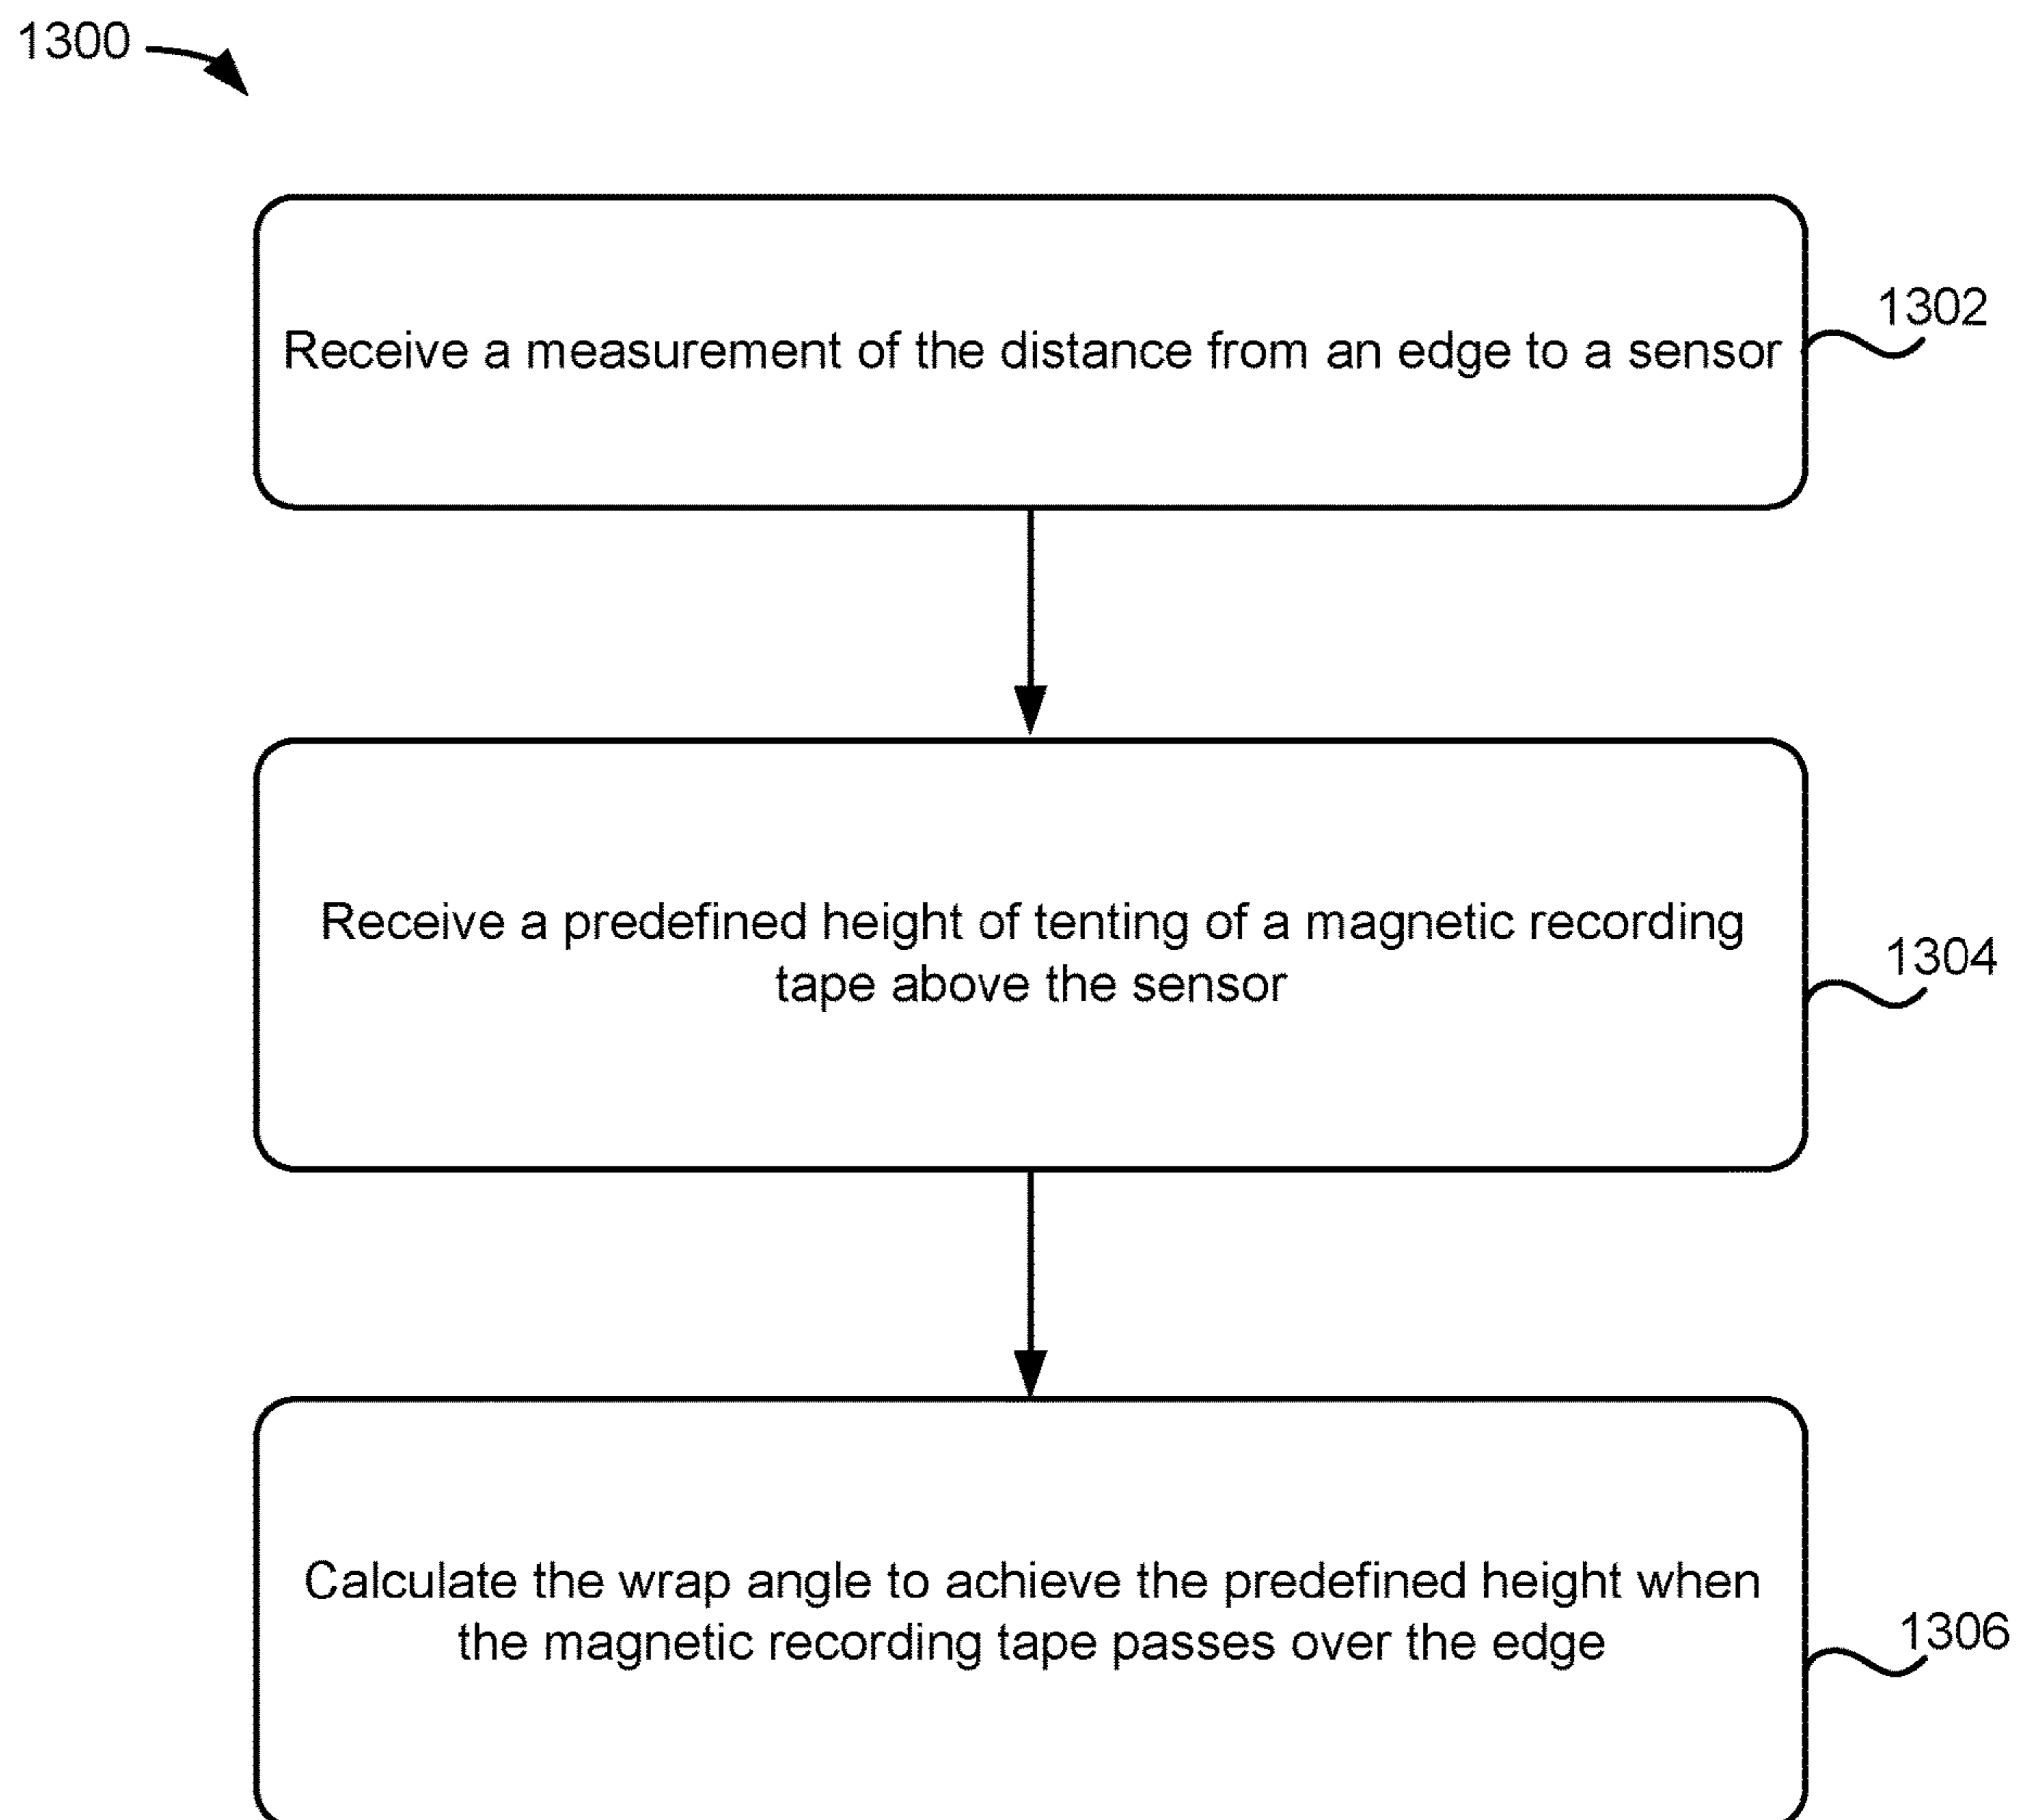 1300
Receive a measurement of the distance from an edge to a sensor
1302
Receive a predefined height of tenting of a magnetic recording
tape above the sensor
1304
Calculate the wrap angle to achieve the predefined height when
the magnetic recording tape passes over the edge
1306